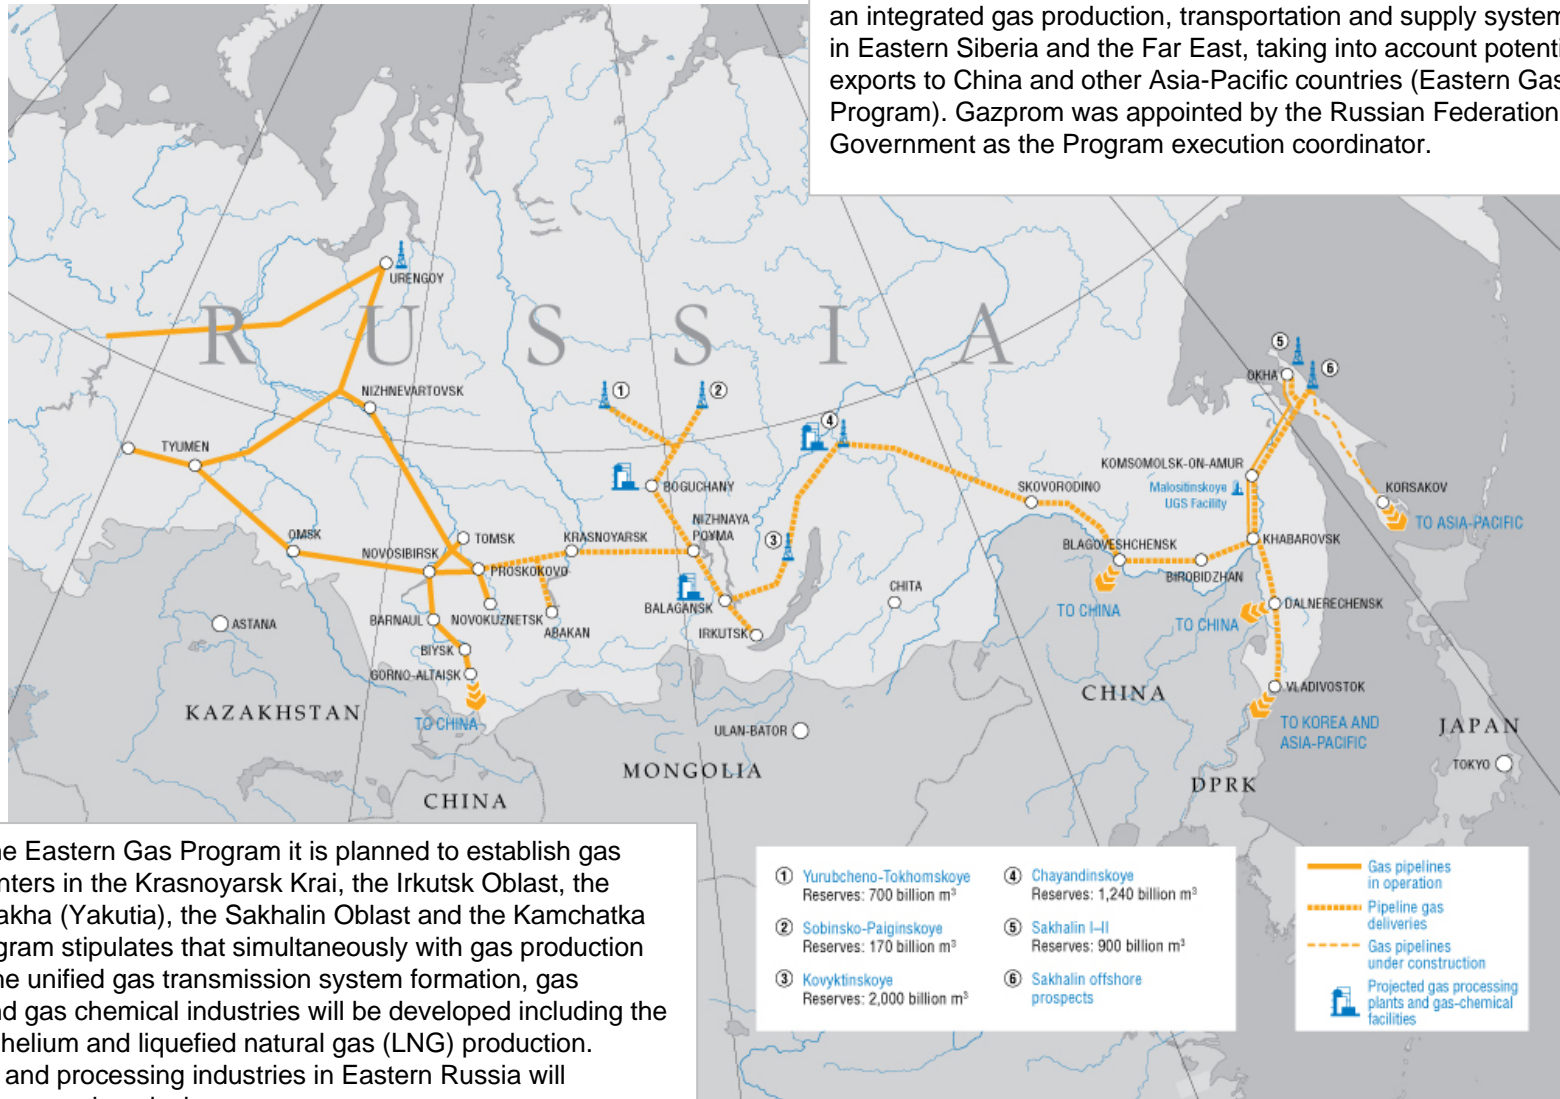 an integrated gas production, transportation and supply system
in Eastern Siberia and the Far East, taking into account potenti
exports to China and other Asia-Pacific countries (Eastern Gas
Program). Gazprom was appointed by the Russian Federation
Government as the Program execution coordinator.
URENGOY
RUSSIA
NIZHNEVARTOVSK
TYUMEN
OMSK
NOVOSIBIRSK
TOMSK
PROSKOKOVO
KRASNOYARSK
BARNAUL
NOVOKUZNETSK
ABAKAN
BIYSK
GORNO-ALTAISK
TO CHINA
ASTANA
KAZAKHSTAN
CHINA
1
2
BOGUCHANY
NIZHNAYA
POYMA
3
4
BALAGANSK
IRKUTSK
CHITA
ULAN-BATOR
MONGOLIA
SKOVORODINO
BLAGOVESHCHENSK
TO CHINA
BIROBIDZHAN
5
6
OKHA
KOMSOMOLSK-ON-AMUR
Malositinskoye
UGS Facility
KORSAKOV
TO ASIA-PACIFIC
KHABAROVSK
DALNERECHENSK
TO CHINA
CHINA
VLADIVOSTOK
TO KOREA AND
ASIA-PACIFIC
JAPAN
TOKYO
DPRK
he Eastern Gas Program it is planned to establish gas
nters in the Krasnoyarsk Krai, the Irkutsk Oblast, the
akha (Yakutia), the Sakhalin Oblast and the Kamchatka
gram stipulates that simultaneously with gas production
he unified gas transmission system formation, gas
nd gas chemical industries will be developed including the
helium and liquefied natural gas (LNG) production.
and processing industries in Eastern Russia will
1 Yurubcheno-Tokhomskoye
Reserves: 700 billion m³
2 Sobinsko-Paiginskoye
Reserves: 170 billion m³
3 Kovyktinskoye
Reserves: 2,000 billion m³
4 Chayandinskoye
Reserves: 1,240 billion m³
5 Sakhalin I–II
Reserves: 900 billion m³
6 Sakhalin offshore
prospects
Gas pipelines
in operation
Pipeline gas
deliveries
Gas pipelines
under construction
Projected gas processing
plants and gas-chemical
facilities